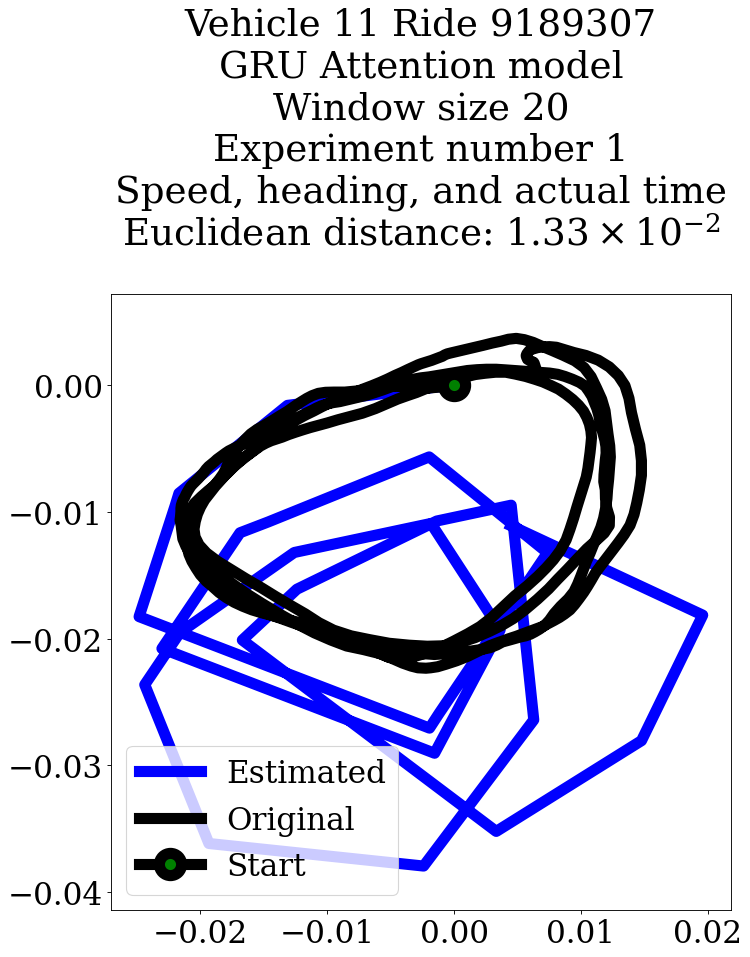 Vehicle 11 Ride 9189307
GRU Attention model
Window size 20
Experiment number 1
Speed, heading, and actual time
Euclidean distance: 1.33 × 10⁻²
0.00
−0.01
−0.02
−0.03
−0.04
Estimated
Original
Start
−0.02 −0.01 0.00 0.01 0.02